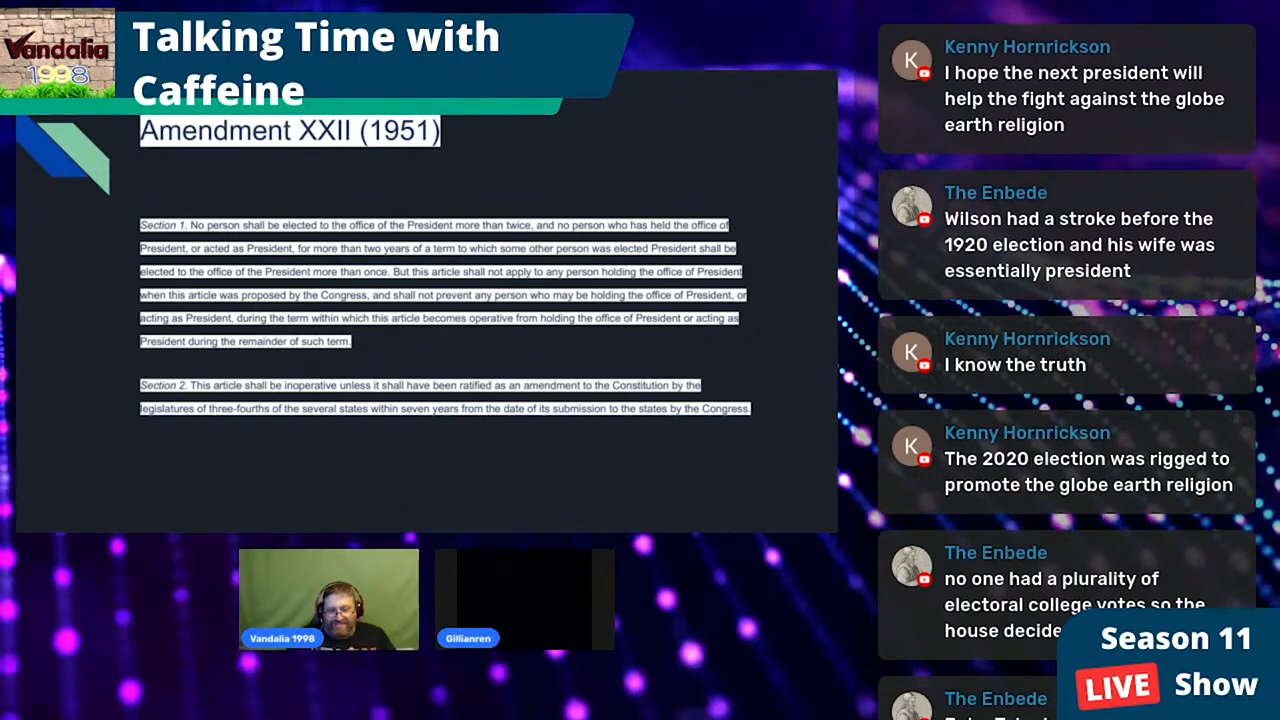 Vandalia
1998
Talking Time with
Caffeine
Amendment XXII (1951)
Section 1. No person shall be elected to the office of the President more than twice, and no person who has held the office of
President, or acted as President, for more than two years of a term to which some other person was elected President shall be
elected to the office of the President more than once. But this article shall not apply to any person holding the office of President
when this article was proposed by the Congress, and shall not prevent any person who may be holding the office of President, or
acting as President, during the term within which this article becomes operative from holding the office of President or acting as
President during the remainder of such term.
Section 2. This article shall be inoperative unless it shall have been ratified as an amendment to the Constitution by the
legislatures of three-fourths of the several states within seven years from the date of its submission to the states by the Congress.
Vandalia 1998
Gillianren
K
Kenny Hornrickson
I hope the next president will
help the fight against the globe
earth religion
The Enbede
Wilson had a stroke before the
1920 election and his wife was
essentially president
K
Kenny Hornrickson
I know the truth
K
Kenny Hornrickson
The 2020 election was rigged to
promote the globe earth religion
The Enbede
no one had a plurality of
electoral college votes so the
house decide
The Enbede
Season 11
LIVE Show